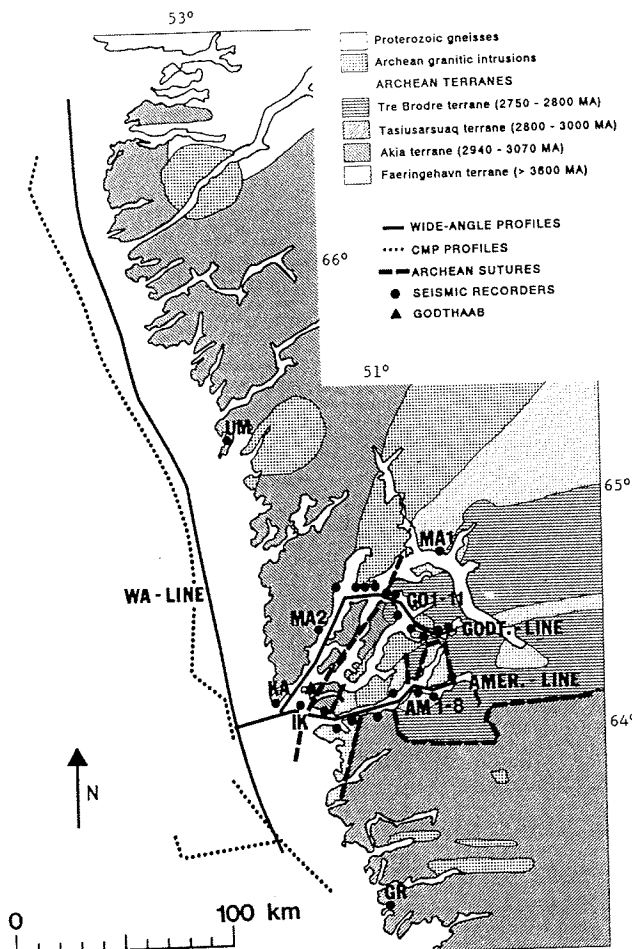 53°
Proterozoic gneisses
Archean granitic intrusions
ARCHEAN TERRANES
Tre Brodre terrane (2750 - 2800 MA)
Tasiusarsuaq terrane (2800 - 3000 MA)
Akia terrane (2940 - 3070 MA)
Faeringehavn terrane (> 3600 MA)
WIDE-ANGLE PROFILES
CMP PROFILES
ARCHEAN SUTURES
SEISMIC RECORDERS
GODTHAAB
66°
51°
UM
65°
MA1
WA-LINE
GO1-11
MA2
GODT.-LINE
KA
AMER.-LINE
IK
AM1-8
64°
N
GR
0 100 km